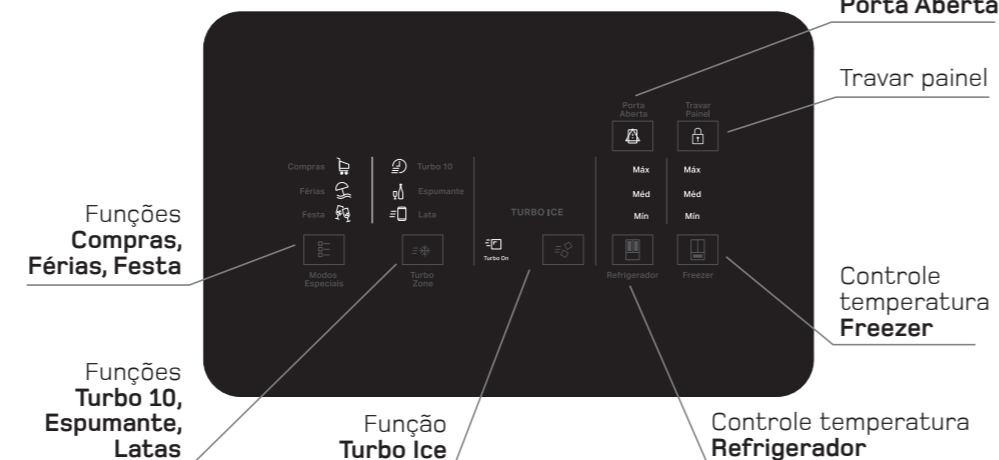 Porta Aberta
Travar painel
Porta
Aberta
Travar
Painel
Compras
Férias
Festa
Turbo 10
Espumante
Lata
TURBO ICE
Turbo On
Máx
Méd
Mín
Máx
Méd
Mín
Modos
Especiais
Turbo
Zone
Refrigerador
Freezer
Funções
Compras,
Férias, Festa
Controle
temperatura
Freezer
Funções
Turbo 10,
Espumante,
Latas
Função
Turbo Ice
Controle temperatura
Refrigerador